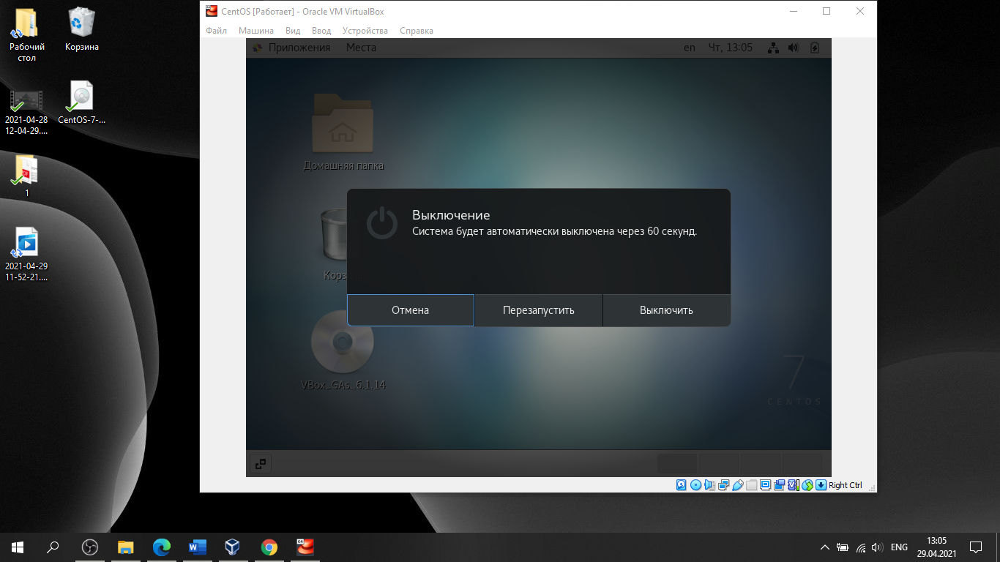 Рабочий
стол
Корзина
2021-04-28
12-04-29....
CentOS-7-...
1
2021-04-29
11-52-21....
CentOS [Работает] - Oracle VM VirtualBox
Файл Машина Вид Ввод Устройства Справка
Приложения Места en Чт, 13:05
Домашняя папка
Корз
VBox_GAs_6.1.14
Выключение
Система будет автоматически выключена через 60 секунд.
Отмена Перезапустить Выключить
7
CENTOS
Right Ctrl
ENG
13:05
29.04.2021